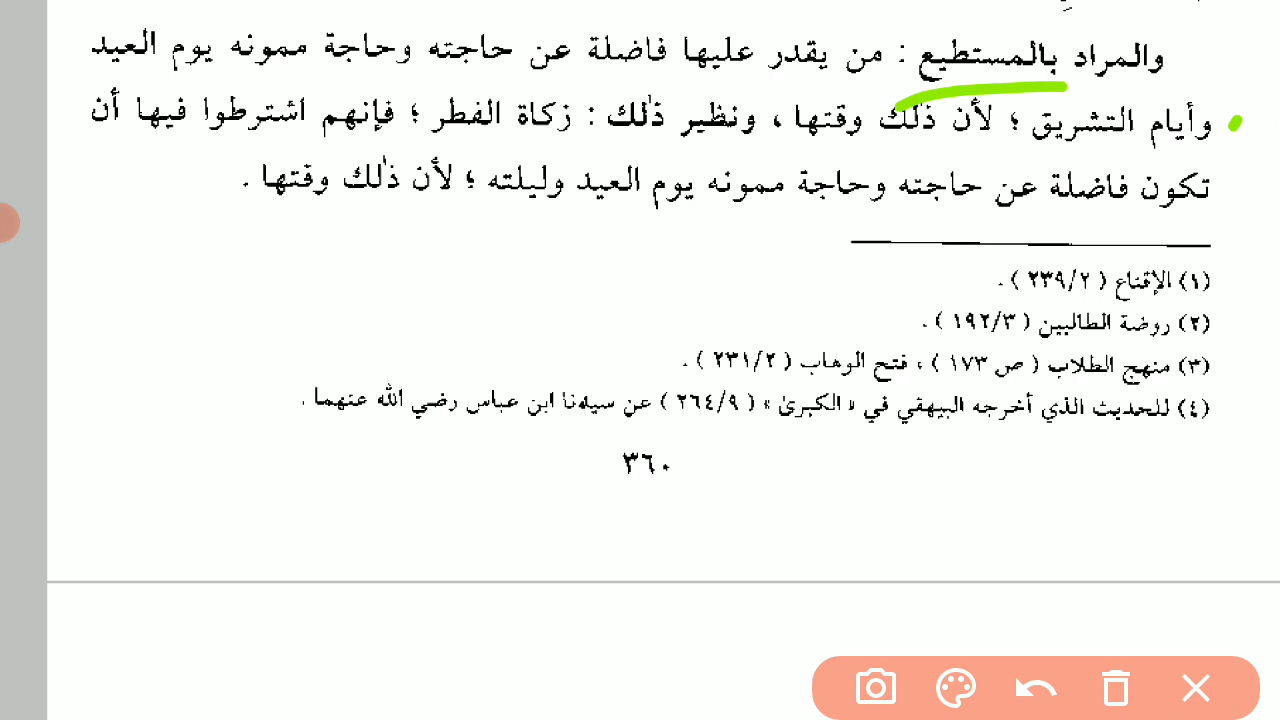 والمراد بالمستطيع : من يقدر عليها فاضلة عن حاجته وحاجة ممونه يوم العيد
وأيام التشريق ؛ لأن ذٰلك وقتها ، ونظير ذٰلك : زكاة الفطر ؛ فإنهم اشترطوا فيها أن
تكون فاضلة عن حاجته وحاجة ممونه يوم العيد وليلته ؛ لأن ذٰلك وقتها .
(١) الإقناع ( ٢٣٩/٢ ) .
(٢) روضة الطالبين ( ١٩٢/٣ ) .
(٣) منهج الطلاب ( ص ١٧٣ ) ، فتح الوهاب ( ٢٣١/٢ ) .
(٤) للحديث الذي أخرجه البيهقي في « الكبرىٰ » ( ٢٦٤/٩ ) عن سيدنا ابن عباس رضي الله عنهما .
٣٦٠